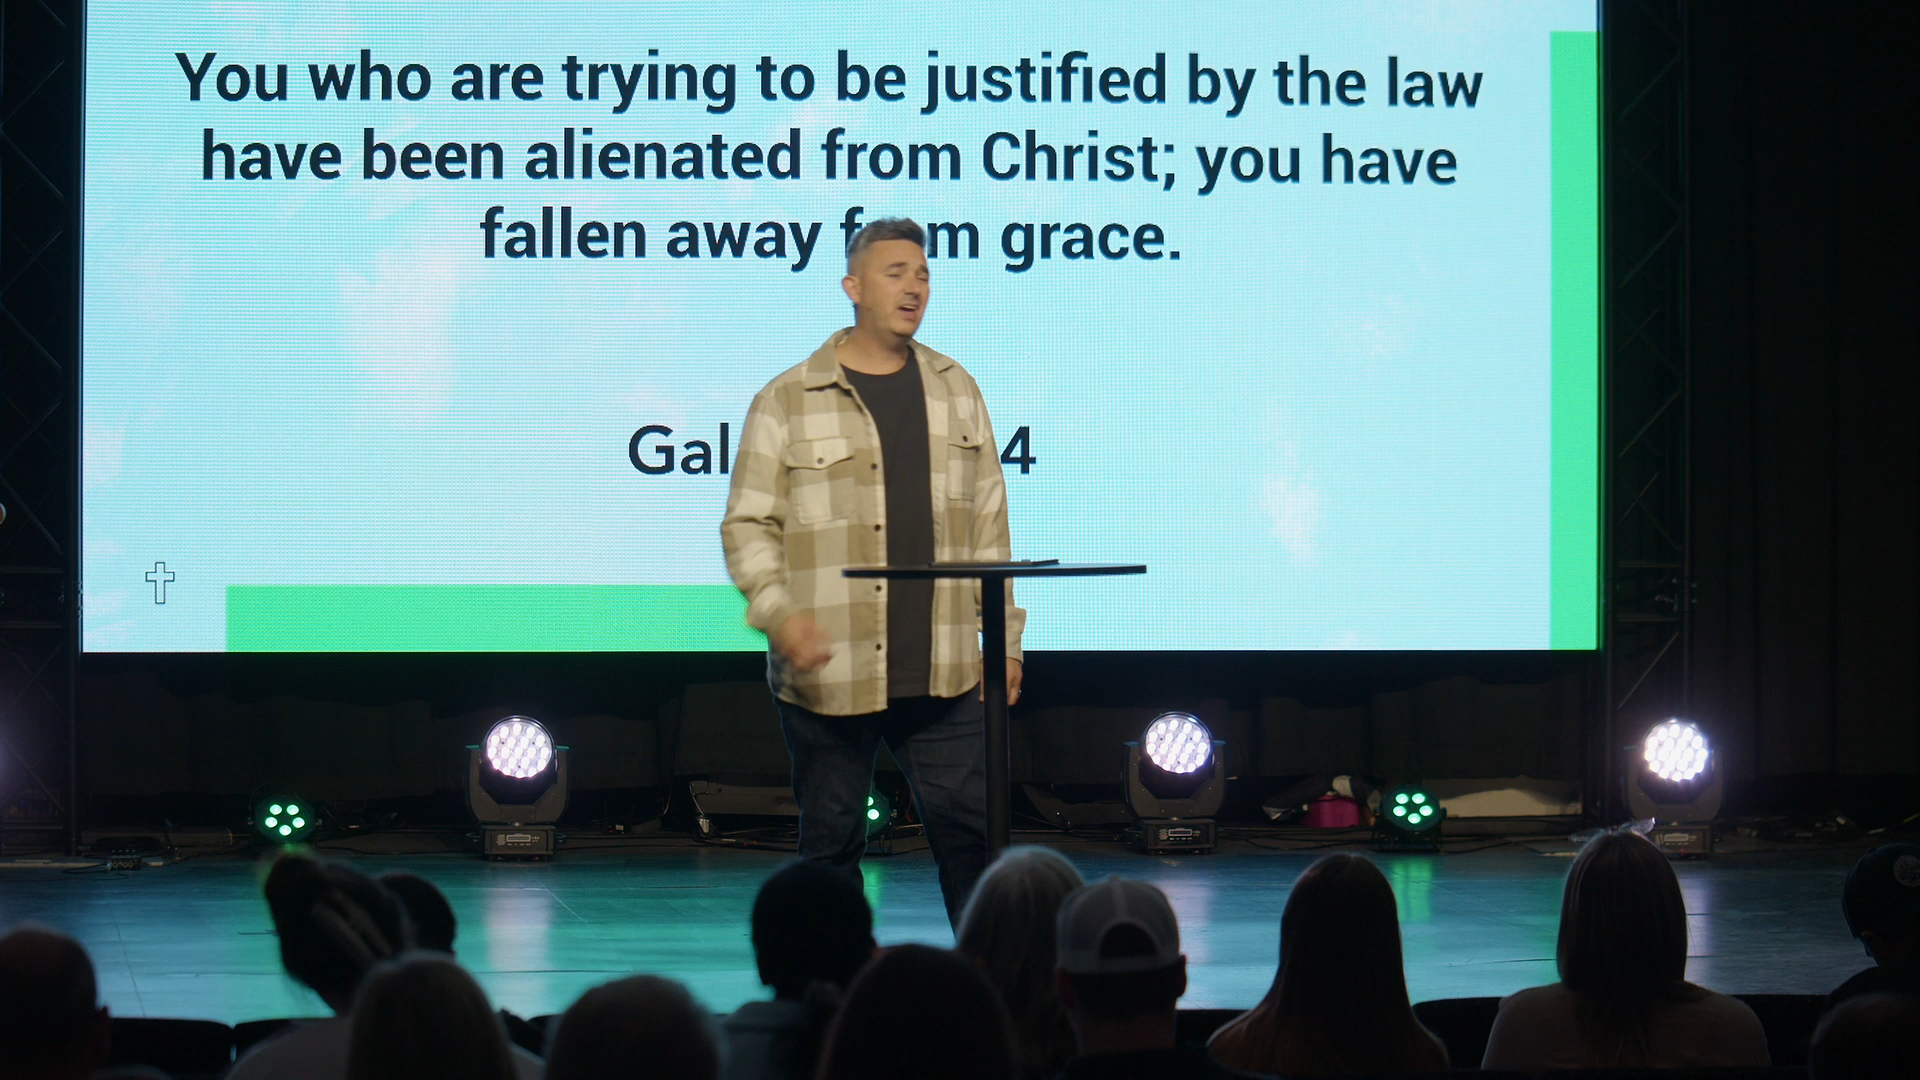 You who are trying to be justified by the law
have been alienated from Christ; you have
fallen away from grace.
Gal 4